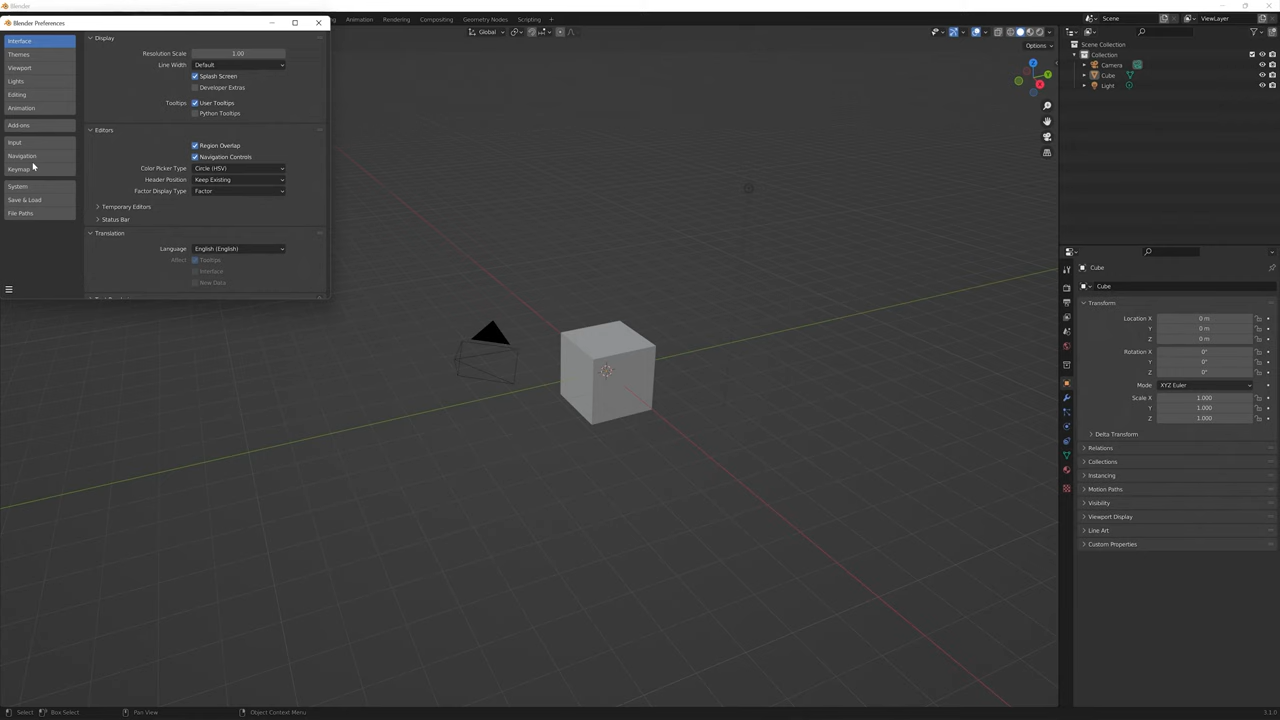 Blender
Blender Preferences
Animation
Rendering
Compositing
Geometry Nodes
Scripting
Scene
ViewLayer
Global
Options
Interface
Themes
Viewport
Lights
Editing
Animation
Add-ons
Input
Navigation
Keymap
System
Save & Load
File Paths
Display
Resolution Scale
1.00
Line Width
Default
Splash Screen
Developer Extras
Tooltips
User Tooltips
Python Tooltips
Editors
Region Overlap
Navigation Controls
Color Picker Type
Circle (HSV)
Header Position
Keep Existing
Factor Display Type
Factor
Temporary Editors
Status Bar
Translation
Language
English (English)
Affect
Tooltips
Interface
New Data
Z
Y
X
Scene Collection
Collection
Camera
Cube
Light
Cube
Cube
Transform
Location X
0 m
Y
0 m
Z
0 m
Rotation X
0°
Y
0°
Z
0°
Mode
XYZ Euler
Scale X
1.000
Y
1.000
Z
1.000
Delta Transform
Relations
Collections
Instancing
Motion Paths
Visibility
Viewport Display
Line Art
Custom Properties
Select
Box Select
Pan View
Object Context Menu
3.1.0